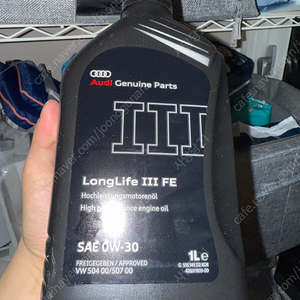 Audi Genuine Parts
III
LongLife III FE
Hochleistungsmotorenöl
High performance engine oil
SAE 0W-30
1L e
FREIGEGEBEN / APPROVED
VW 504 00/507 00